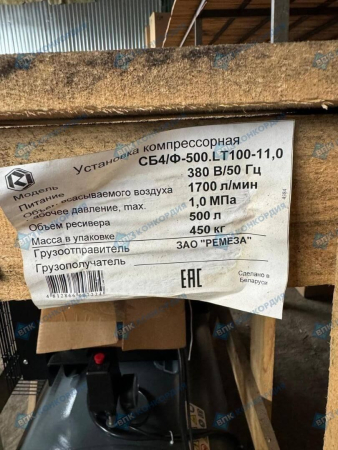 Установка компрессорная
Модель СБ4/Ф-500.LT100-11,0
Питание 380 В/50 Гц
всасываемого воздуха 1700 л/мин
рабочее давление, max. 1,0 МПа
Объем ресивера 500 л
Масса в упаковке 450 кг
Грузоотправитель ЗАО "РЕМЕЗА"
Грузополучатель
EAC
Сделано в
Беларуси